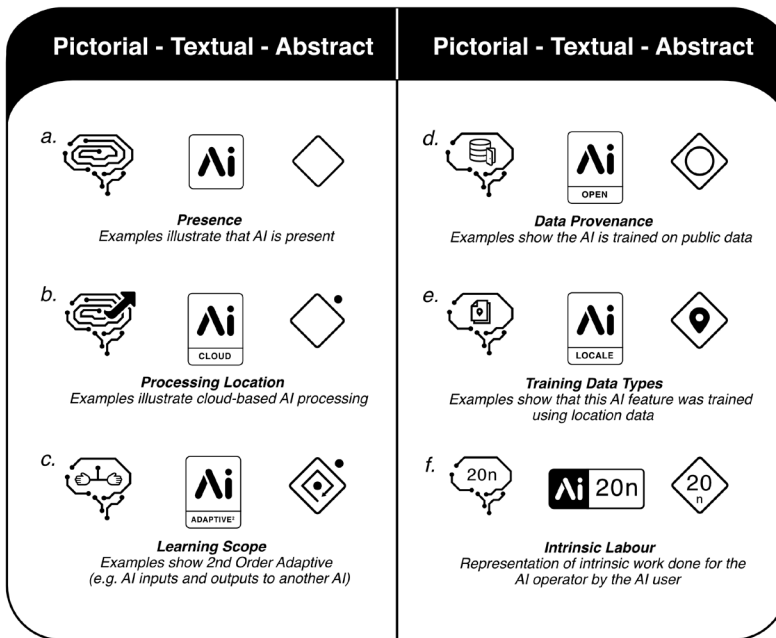 Pictorial - Textual - Abstract
a.
Ai
Presence
Examples illustrate that AI is present
b.
Ai
CLOUD
Processing Location
Examples illustrate cloud-based AI processing
c.
Ai
ADAPTIVE²
Learning Scope
Examples show 2nd Order Adaptive
(e.g. AI inputs and outputs to another AI)
Pictorial - Textual - Abstract
d.
Ai
OPEN
Data Provenance
Examples show the AI is trained on public data
e.
Ai
LOCALE
Training Data Types
Examples show that this AI feature was trained
using location data
f.
20n
Ai 20n
20
n
Intrinsic Labour
Representation of intrinsic work done for the
AI operator by the AI user